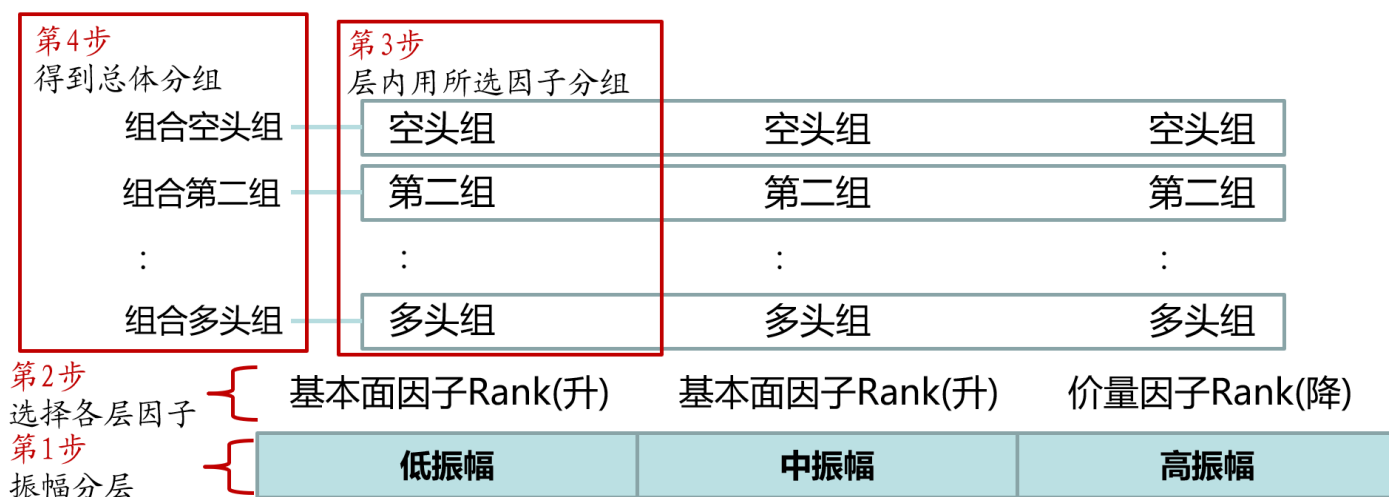 第4步
得到总体分组
第3步
层内用所选因子分组
组合空头组 空头组 空头组 空头组
组合第二组 第二组 第二组 第二组
: : : :
组合多头组 多头组 多头组 多头组
第2步
选择各层因子
基本面因子Rank(升) 基本面因子Rank(升) 价量因子Rank(降)
第1步
振幅分层
低振幅 中振幅 高振幅